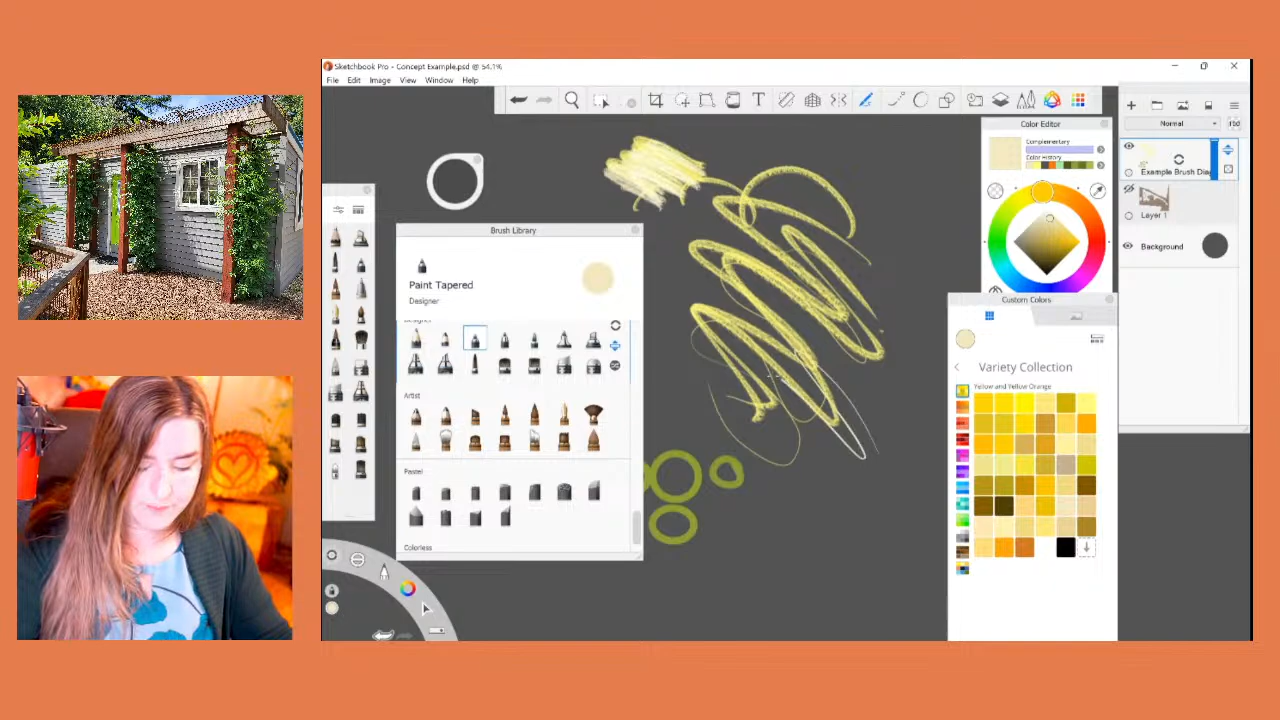 Sketchbook Pro - Concept Example.psd @ 54.1%
File Edit Image View Window Help
Color Editor
Complementary
Color History
Normal
Example Brush Dia
Layer 1
Background
Brush Library
Paint Tapered
Designer
Artist
Pastel
Colorless
Custom Colors
Variety Collection
Yellow and Yellow Orange